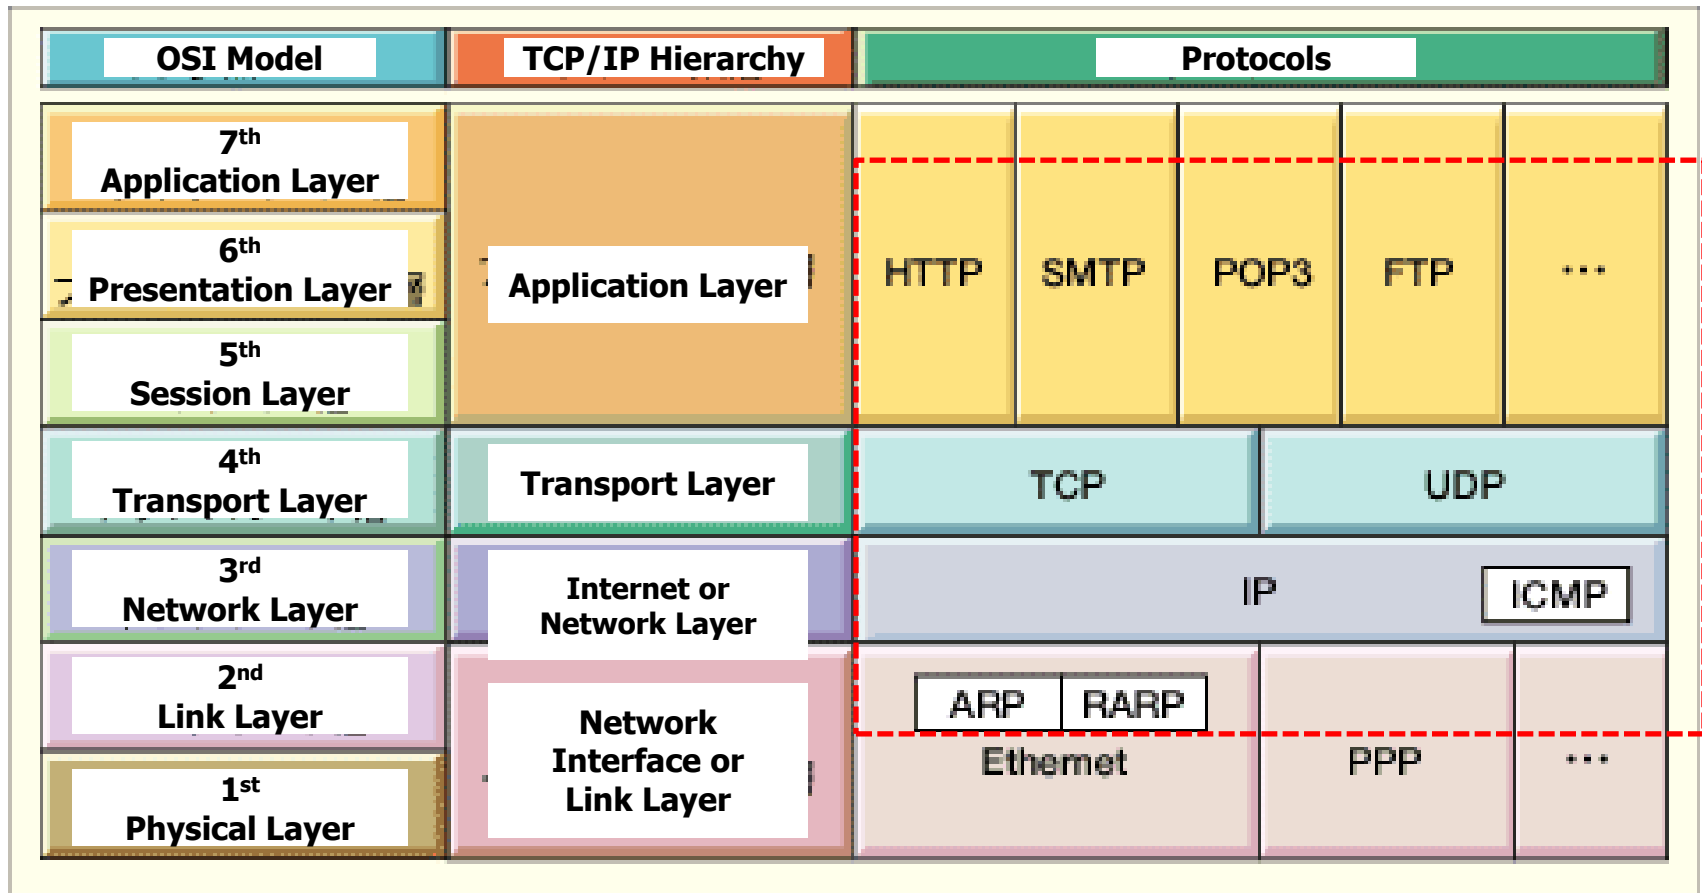 OSI Model
TCP/IP Hierarchy
Protocols
7th
Application Layer
6th
Presentation Layer
5th
Session Layer
4th
Transport Layer
3rd
Network Layer
2nd
Link Layer
1st
Physical Layer
Application Layer
Transport Layer
Internet or
Network Layer
Network
Interface or
Link Layer
HTTP
SMTP
POP3
FTP
...
TCP
UDP
IP
ICMP
ARP
RARP
Ethernet
PPP
...